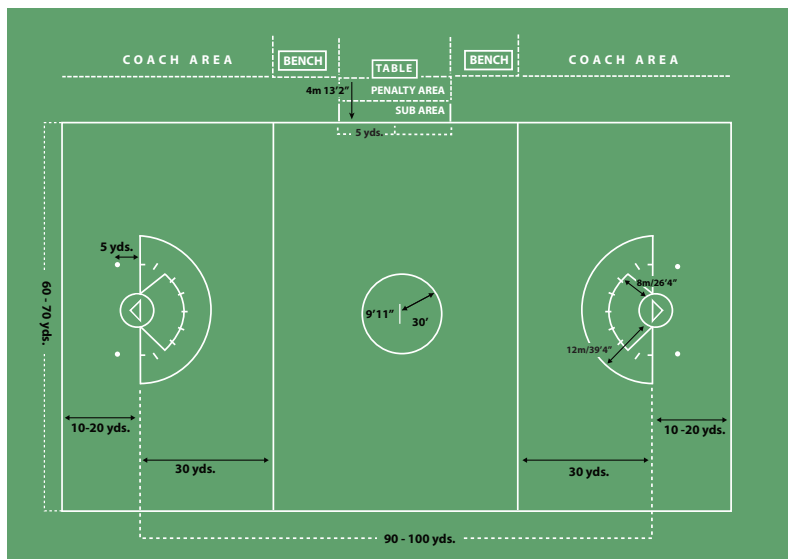 COACH AREA
BENCH
TABLE
BENCH
COACH AREA
4m 13'2"
PENALTY AREA
SUB AREA
5 yds.
5 yds.
8m/26'4"
60 - 70 yds.
9'11"
30'
12m/39'4"
10-20 yds.
10 -20 yds.
30 yds.
30 yds.
90 - 100 yds.